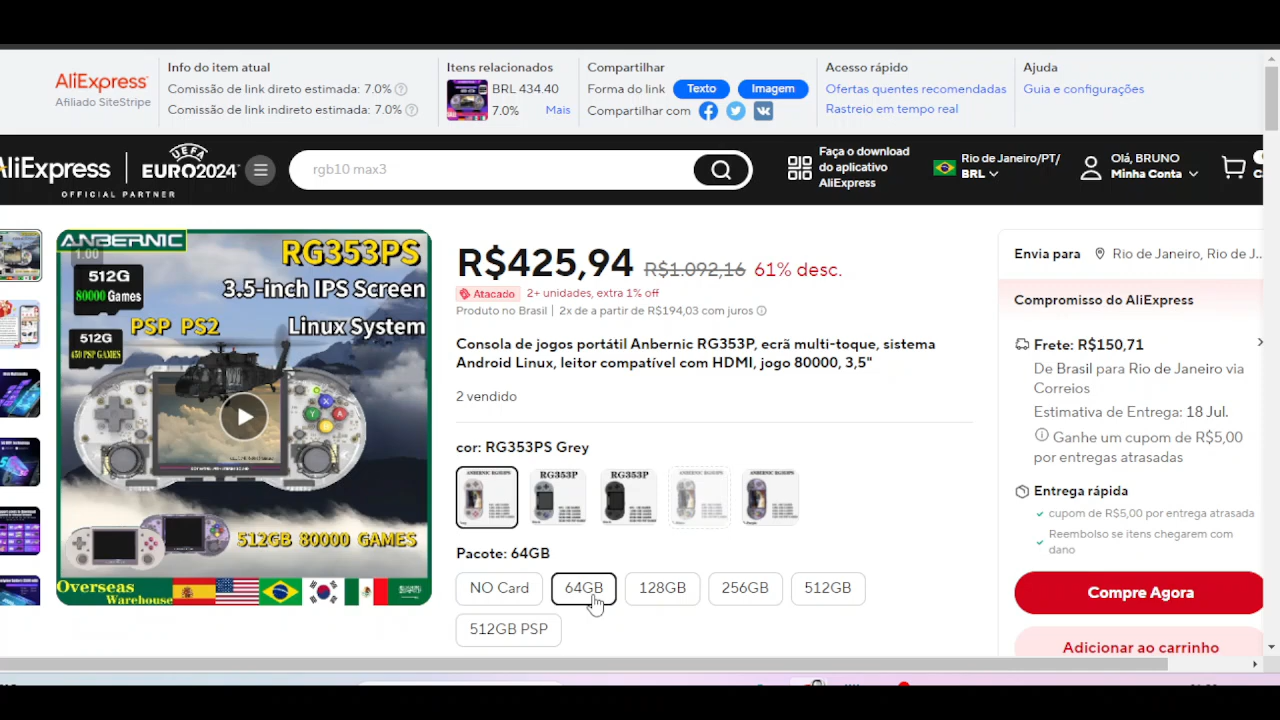 AliExpress
Afiliado SiteStripe
Info do item atual
Comissão de link direto estimada: 7.0%
Comissão de link indireto estimada: 7.0%
Itens relacionados
BRL 434.40
7.0% Mais
Compartilhar
Forma do link Texto Imagem
Compartilhar com
Acesso rápido
Ofertas quentes recomendadas
Rastreio em tempo real
Ajuda
Guia e configurações
AliExpress
UEFA
EURO2024
OFFICIAL PARTNER
rgb10 max3
Faça o download
do aplicativo
AliExpress
Rio de Janeiro/PT/
BRL
Olá, BRUNO
Minha Conta
ANBERNIC
1.00
RG353PS
512G
80000 Games
3.5-inch IPS Screen
PSP PS2
Linux System
512G
450 PSP GAMES
512GB 80000 GAMES
Overseas
Warehouse
R$425,94 R$1.092,16 61% desc.
Atacado 2+ unidades, extra 1% off
Produto no Brasil | 2x de a partir de R$194,03 com juros
Consola de jogos portátil Anbernic RG353P, ecrã multi-toque, sistema
Android Linux, leitor compatível com HDMI, jogo 80000, 3,5"
2 vendido
cor: RG353PS Grey
RG353P
RG353P
Pacote: 64GB
NO Card 64GB 128GB 256GB 512GB
512GB PSP
Envia para Rio de Janeiro, Rio de J...
Compromisso do AliExpress
Frete: R$150,71
De Brasil para Rio de Janeiro via
Correios
Estimativa de Entrega: 18 Jul.
Ganhe um cupom de R$5,00
por entregas atrasadas
Entrega rápida
cupom de R$5,00 por entrega atrasada
Reembolso se itens chegarem com
dano
Compre Agora
Adicionar ao carrinho